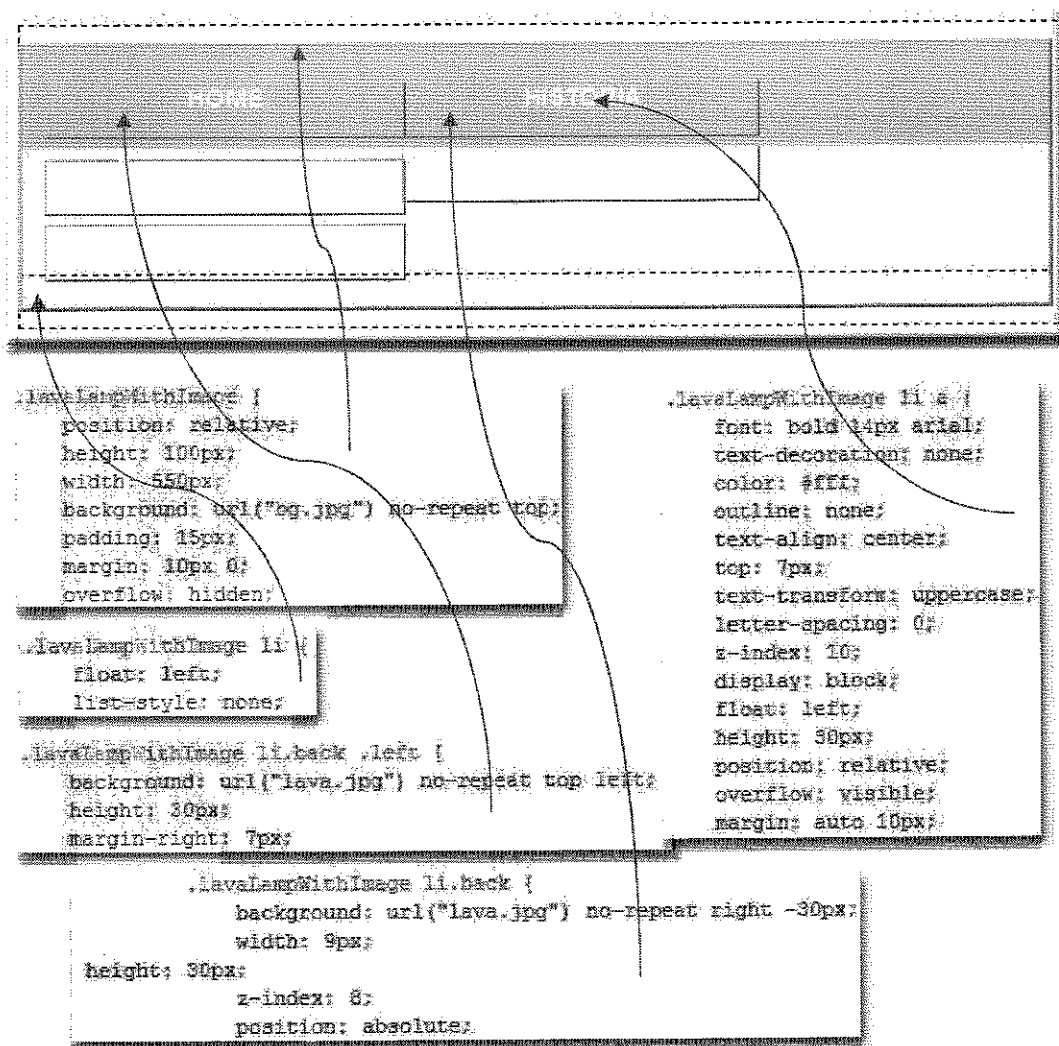 HOME
.lavaLampWithImage {
position: relative;
height: 100px;
width: 550px;
background: url("bg.jpg") no-repeat top;
padding: 15px;
margin: 10px 0;
overflow: hidden;
.lavaLampWithImage li {
float: left;
list-style: none;
.lavaLampWithImage li.back .left {
background: url("lava.jpg") no-repeat top left;
height: 30px;
margin-right: 7px;
.lavaLampWithImage li.back {
background: url("lava.jpg") no-repeat right -30px;
width: 9px;
height: 30px;
z-index: 8;
position: absolute;
.lavaLampWithImage li a {
font: bold 14px arial;
text-decoration: none;
color: #fff;
outline: none;
text-align: center;
top: 7px;
text-transform: uppercase;
letter-spacing: 0;
z-index: 10;
display: block;
float: left;
height: 30px;
position: relative;
overflow: visible;
margin: auto 10px;